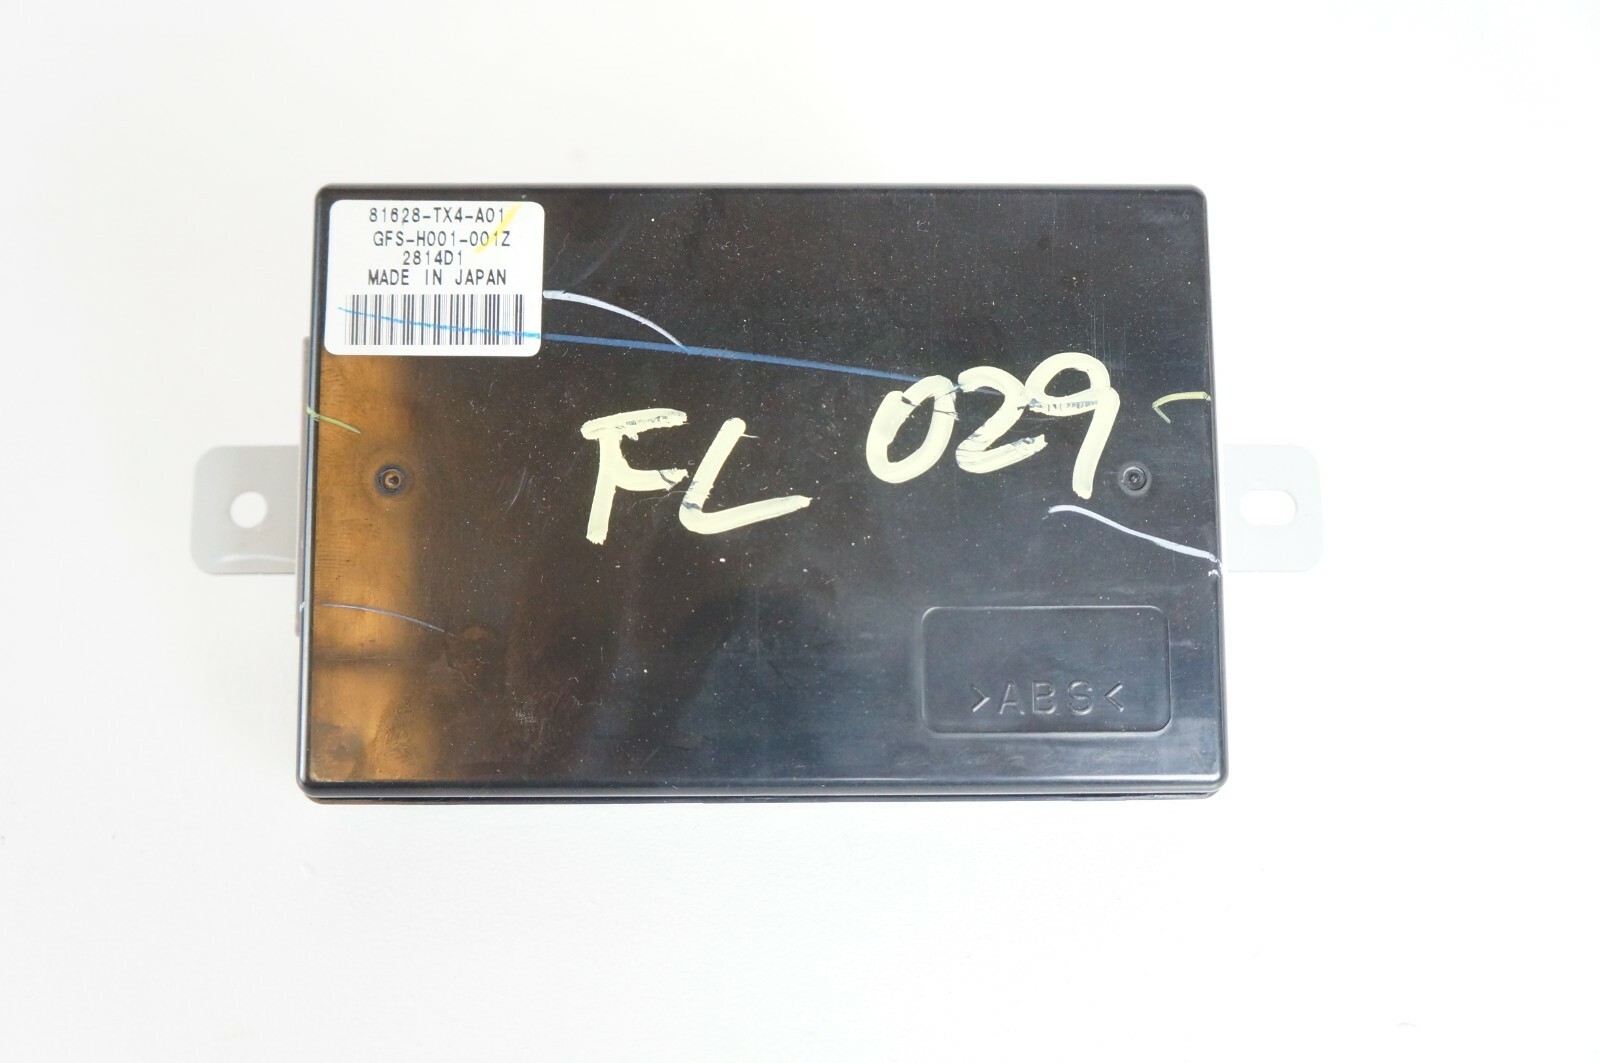 81628-TX4-A01
GFS-H001-001Z
2814D1
MADE IN JAPAN
FL 029
>ABS<